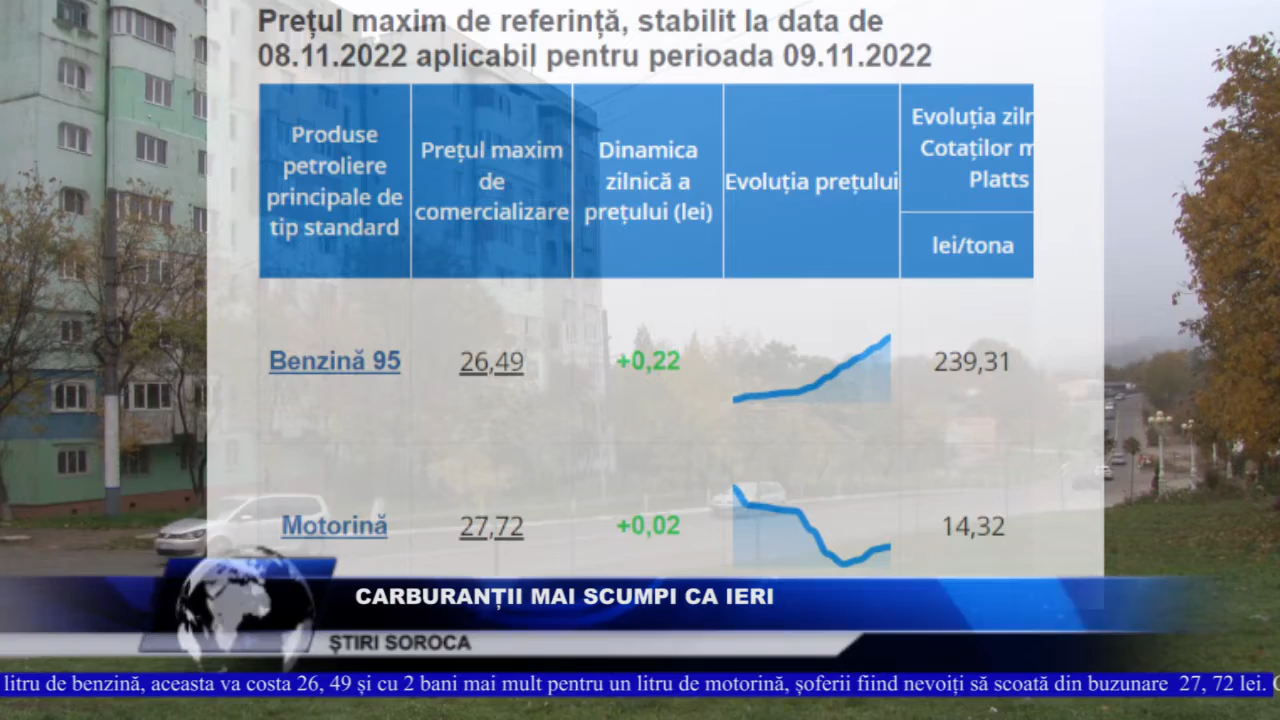 Prețul maxim de referință, stabilit la data de
08.11.2022 aplicabil pentru perioada 09.11.2022
Produse
petroliere
principale de
tip standard
Prețul maxim
de
comercializare
Dinamica
zilnică a
prețului (lei)
Evoluția prețului
Evoluția
Cotațiilor
Platts
lei/tona
Benzină 95
26,49
+0,22
239,31
Motorină
27,72
+0,02
14,32
CARBURANȚII MAI SCUMPI CA IERI
ȘTIRI SOROCA
litru de benzină, aceasta va costa 26, 49 și cu 2 bani mai mult pentru un litru de motorină, șoferii fiind nevoiți să scoată din buzunare 27, 72 lei.